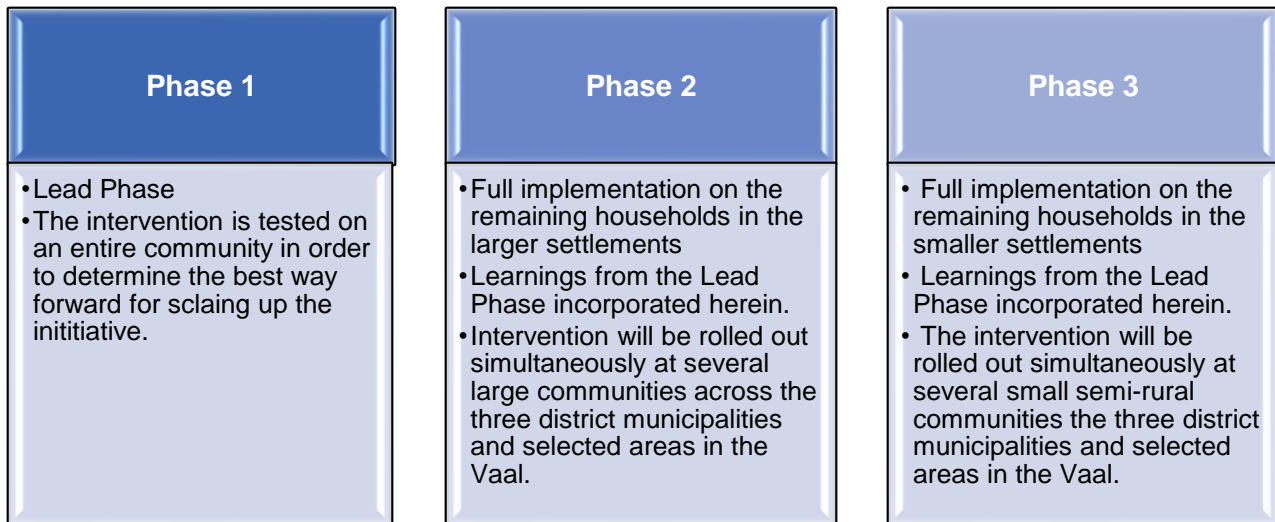 Phase 1
•Lead Phase
•The intervention is tested on
an entire community in order
to determine the best way
forward for sclaing up the
inititiative.
Phase 2
•Full implementation on the
remaining households in the
larger settlements
•Learnings from the Lead
Phase incorporated herein.
•Intervention will be rolled out
simultaneously at several
large communities across the
three district municipalities
and selected areas in the
Vaal.
Phase 3
• Full implementation on the
remaining households in the
smaller settlements
• Learnings from the Lead
Phase incorporated herein.
• The intervention will be
rolled out simultaneously at
several small semi-rural
communities the three district
municipalities and selected
areas in the Vaal.